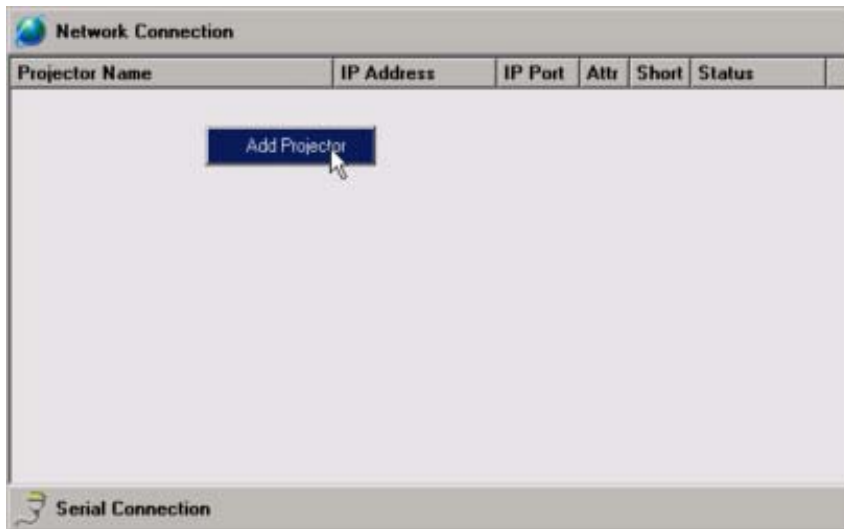 Network Connection
Projector Name IP Address IP Port Attr Short Status
Add Projector
Serial Connection